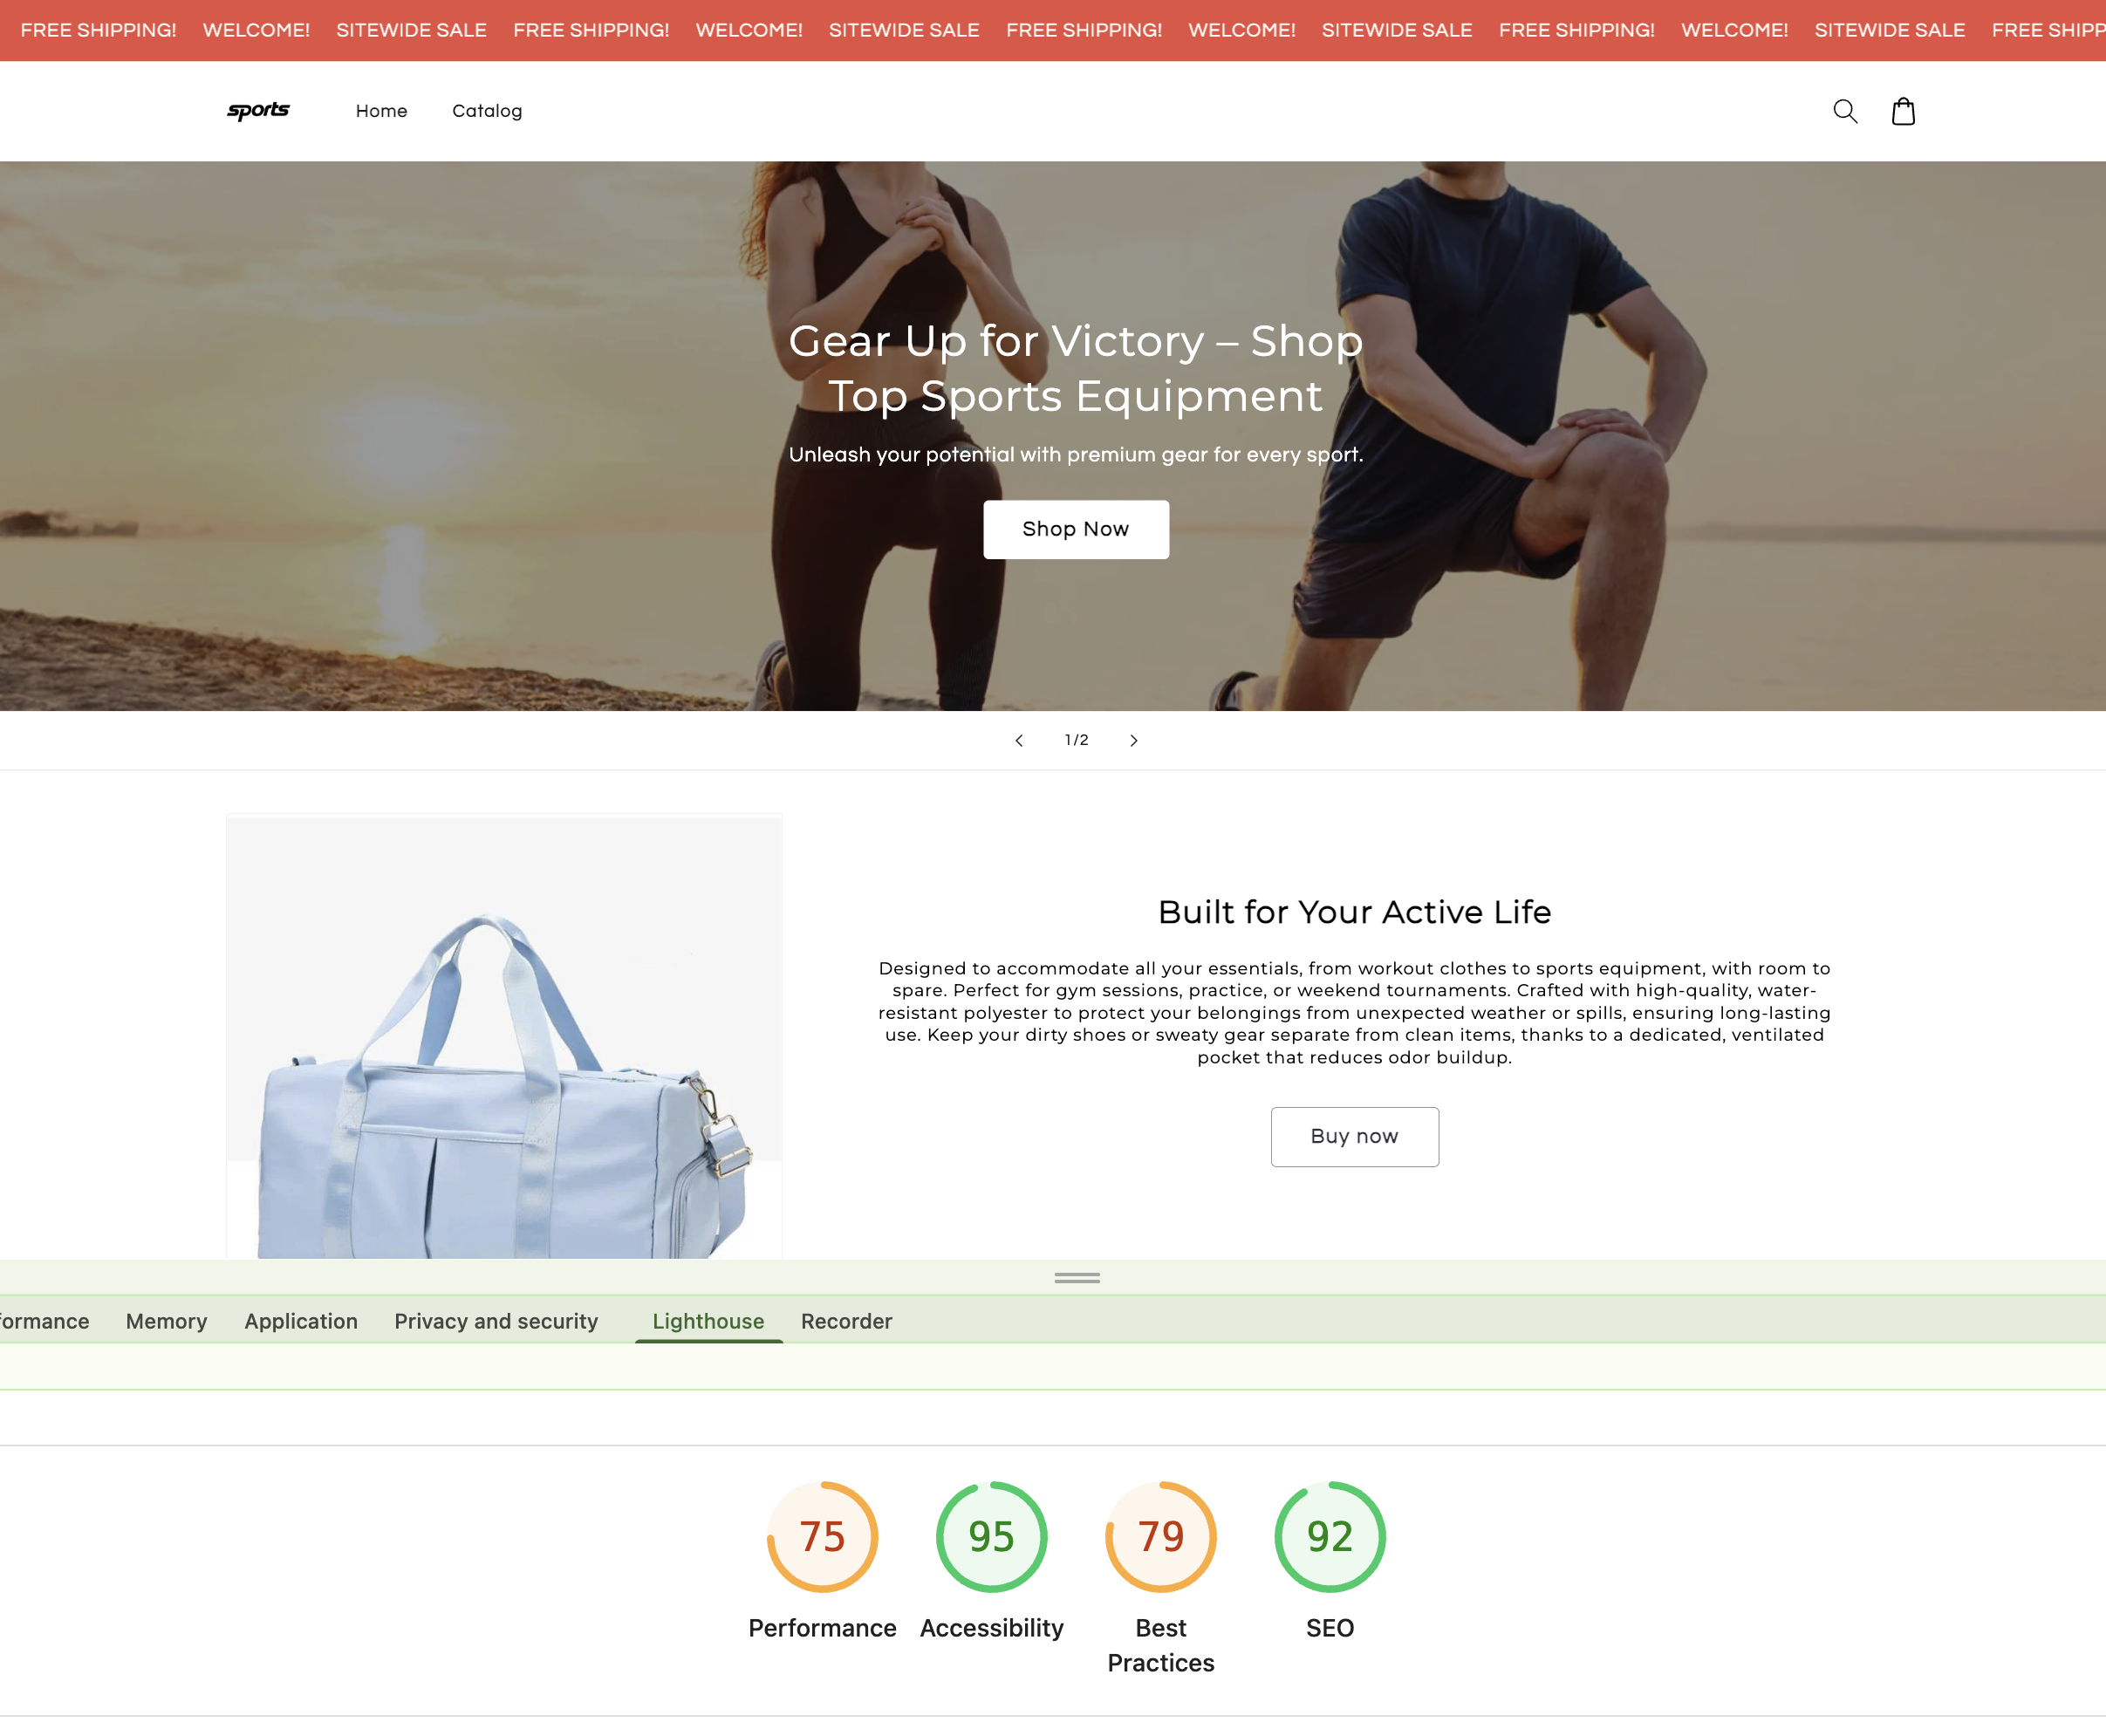 FREE SHIPPING! WELCOME! SITEWIDE SALE FREE SHIPPING! WELCOME! SITEWIDE SALE FREE SHIPPING! WELCOME! SITEWIDE SALE FREE SHIPPING! WELCOME! SITEWIDE SALE FREE SHIPP
sports Home Catalog
Gear Up for Victory – Shop
Top Sports Equipment
Unleash your potential with premium gear for every sport.
Shop Now
1/2
Built for Your Active Life
Designed to accommodate all your essentials, from workout clothes to sports equipment, with room to
spare. Perfect for gym sessions, practice, or weekend tournaments. Crafted with high-quality, water-
resistant polyester to protect your belongings from unexpected weather or spills, ensuring long-lasting
use. Keep your dirty shoes or sweaty gear separate from clean items, thanks to a dedicated, ventilated
pocket that reduces odor buildup.
Buy now
formance Memory Application Privacy and security Lighthouse Recorder
75 95 79 92
Performance Accessibility Best SEO
Practices